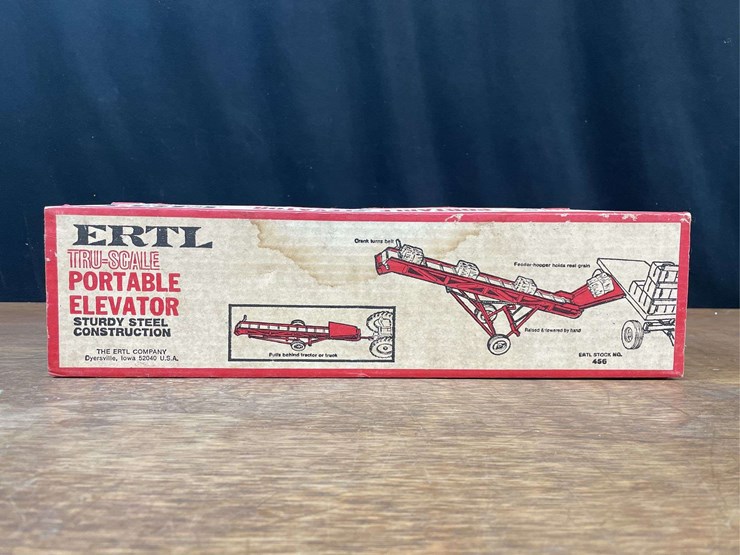 ERTL
TRU-SCALE
PORTABLE
ELEVATOR
STURDY STEEL
CONSTRUCTION
THE ERTL COMPANY
Dyersville, Iowa 52040 U.S.A.
Pulls behind tractor or truck
Crank turns belt
Feeder-hopper holds real grain
Raised & lowered by hand
ERTL STOCK NO.
456